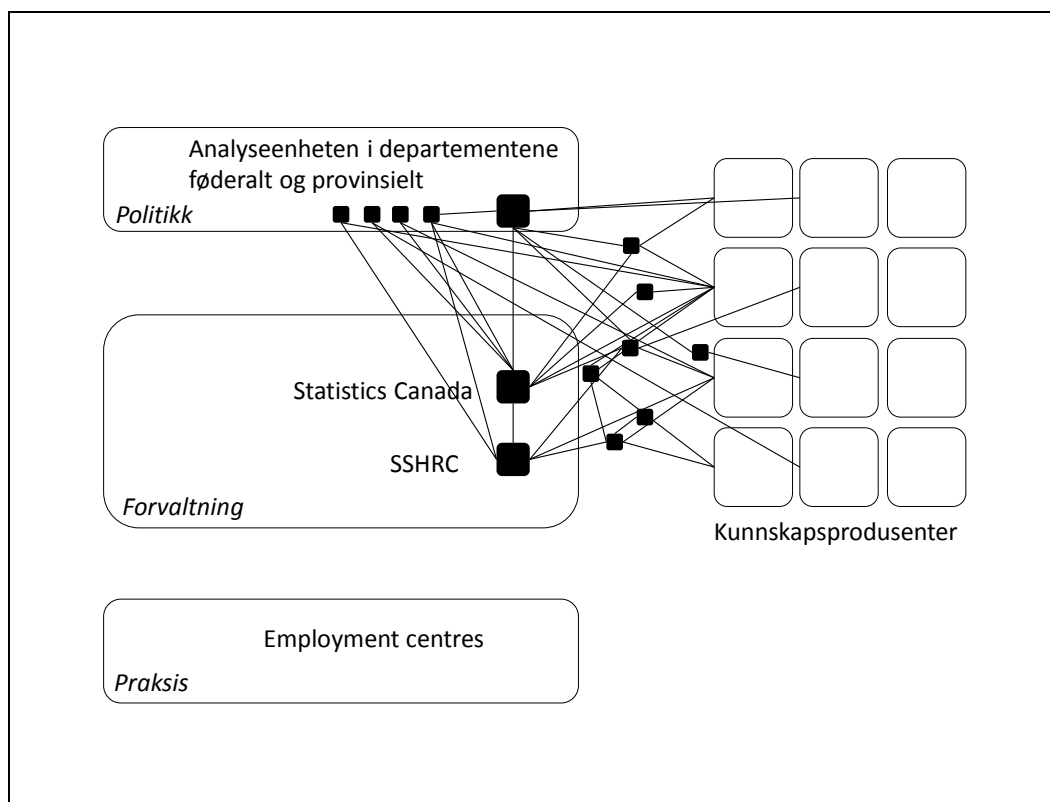 Analyseenheten i departementene
føderalt og provinsielt
Politikk
Statistics Canada
SSHRC
Forvaltning
Kunnskapsprodusenter
Employment centres
Praksis